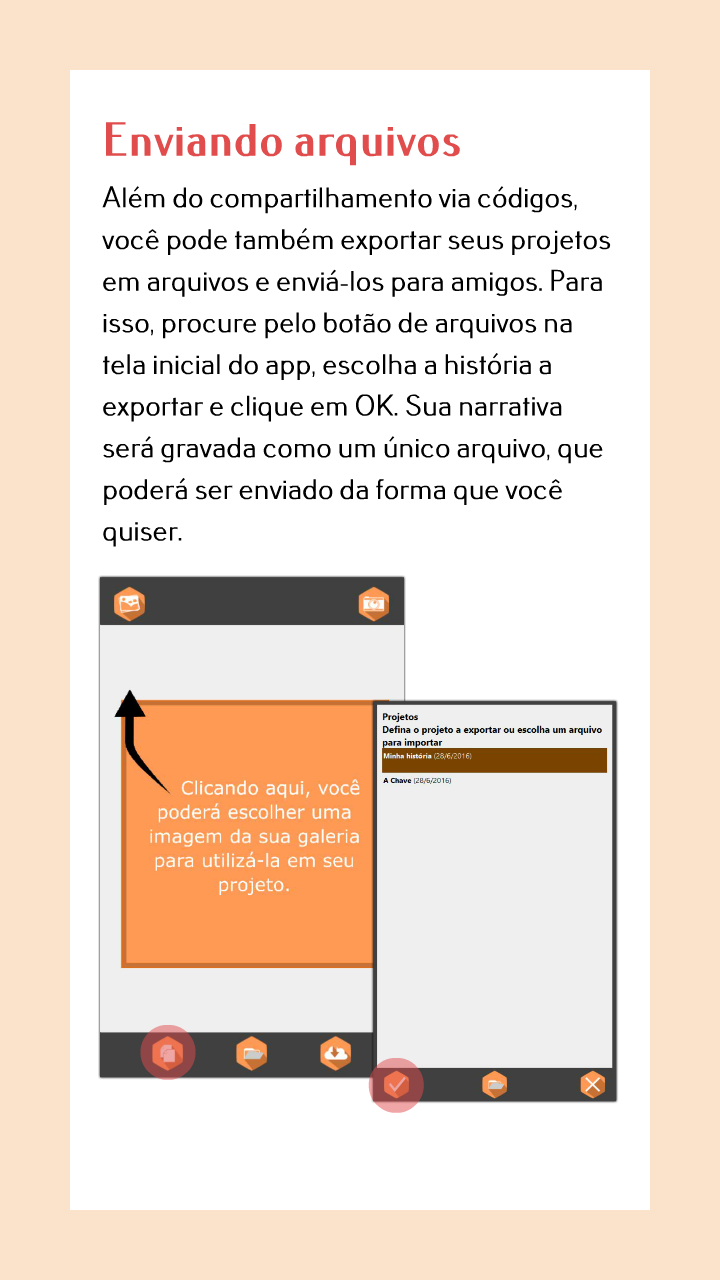 Enviando arquivos
Além do compartilhamento via códigos,
você pode também exportar seus projetos
em arquivos e enviá-los para amigos. Para
isso, procure pelo botão de arquivos na
tela inicial do app, escolha a história a
exportar e clique em OK. Sua narrativa
será gravada como um único arquivo, que
poderá ser enviado da forma que você
quiser.
Clicando aqui, você
poderá escolher uma
imagem da sua galeria
para utilizá-la em seu
projeto.
Projetos
Defina o projeto a exportar ou escolha um arquivo
para importar
Minha história (28/6/2016)
A Chave (28/6/2016)